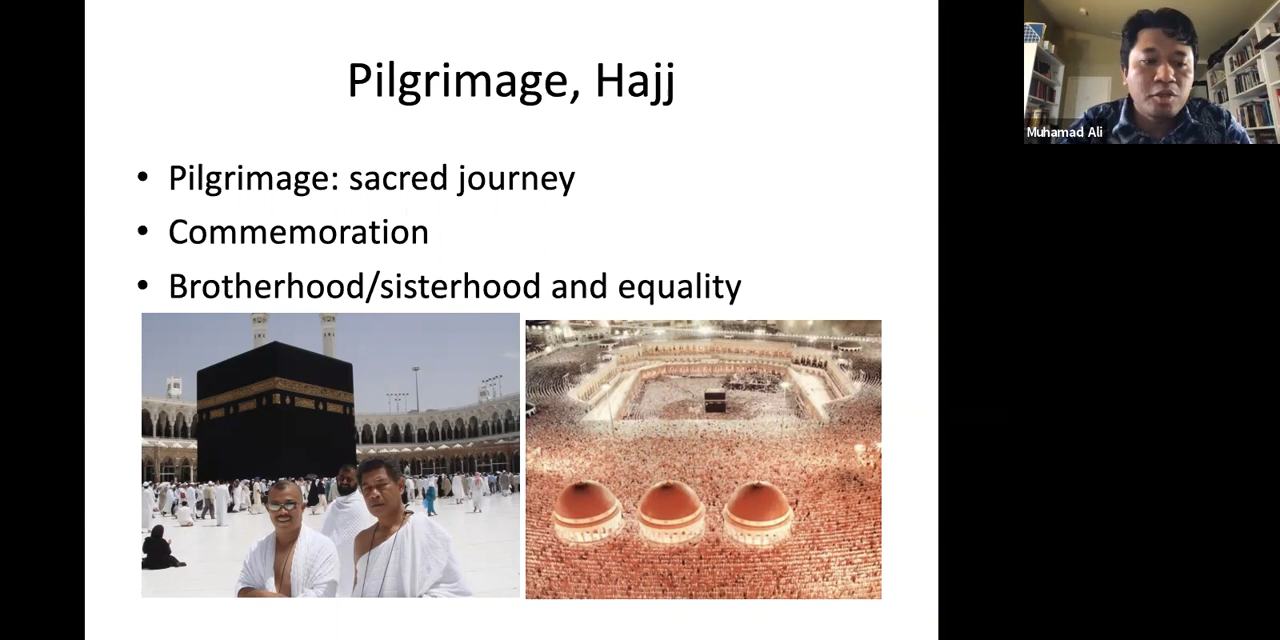 Pilgrimage, Hajj
• Pilgrimage: sacred journey
• Commemoration
• Brotherhood/sisterhood and equality
Muhamad Ali